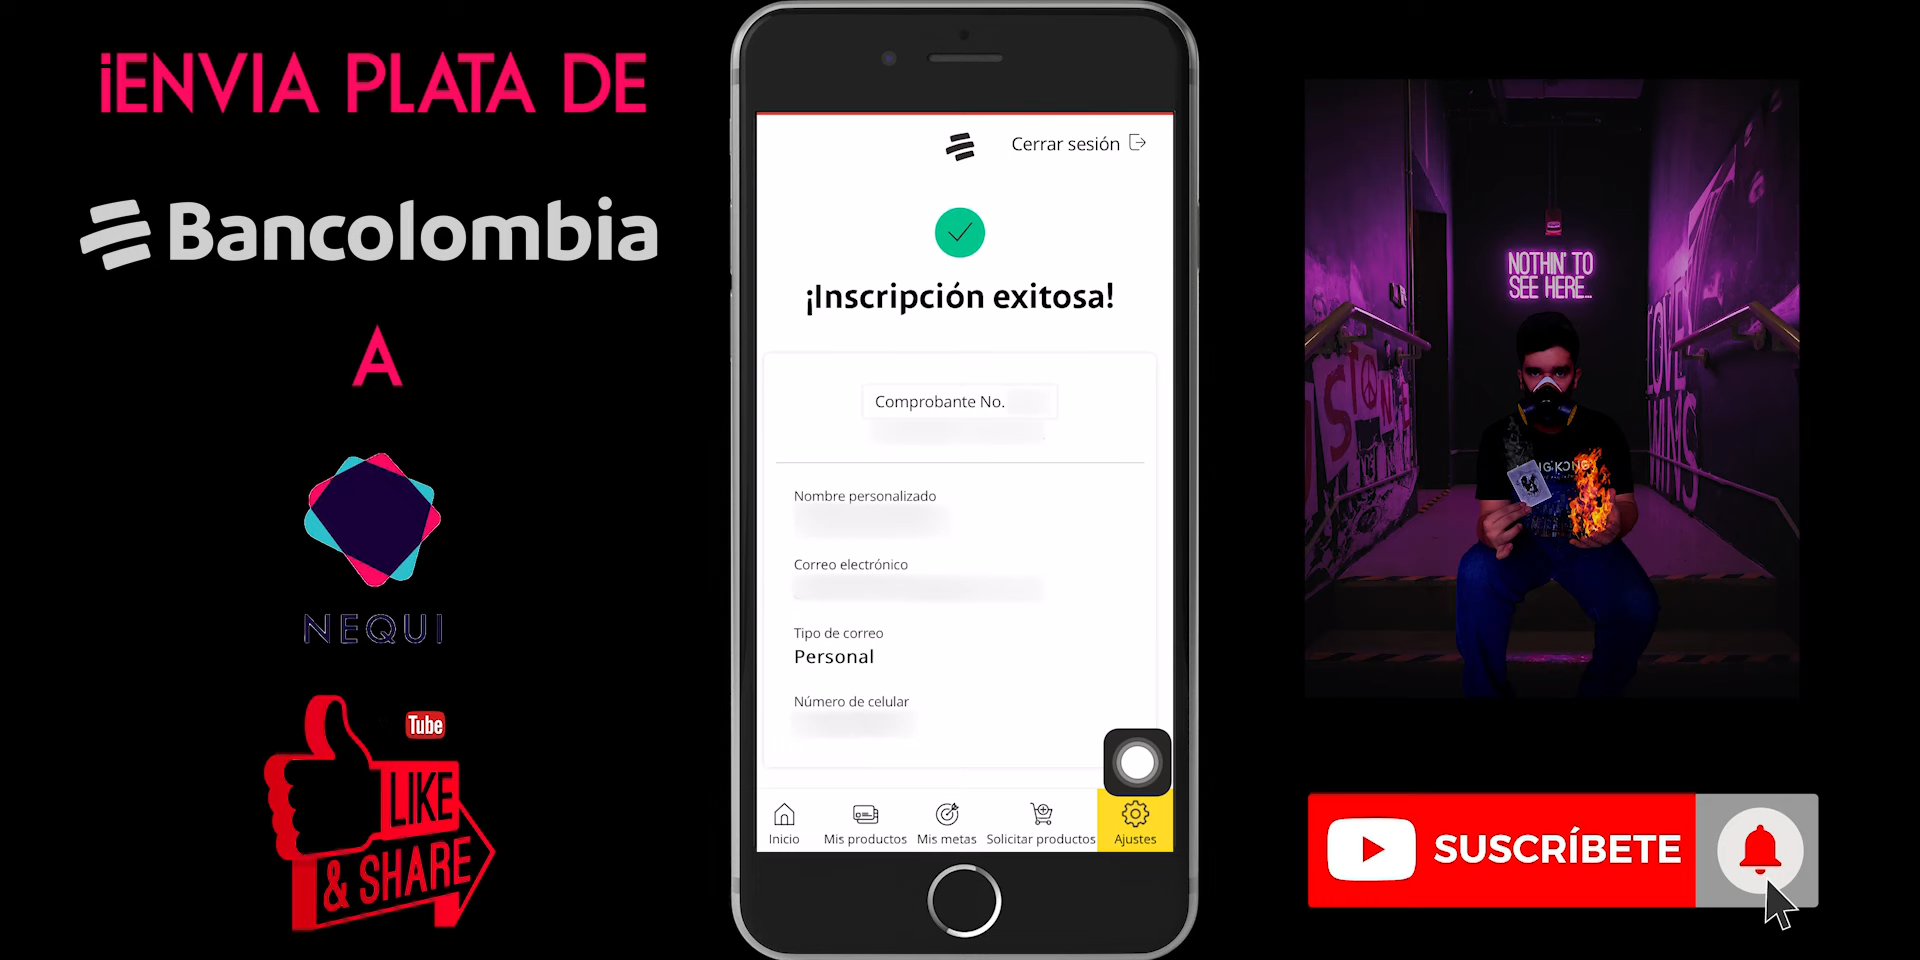 ¡ENVIA PLATA DE
Bancolombia
A
NEQUI
Tube
LIKE
& SHARE
Cerrar sesión
¡Inscripción exitosa!
Comprobante No.
Nombre personalizado
Correo electrónico
Tipo de correo
Personal
Número de celular
Inicio
Mis productos
Mis metas
Solicitar productos
Ajustes
NOTHIN' TO
SEE HERE...
LOVE
WINS
SUSCRÍBETE